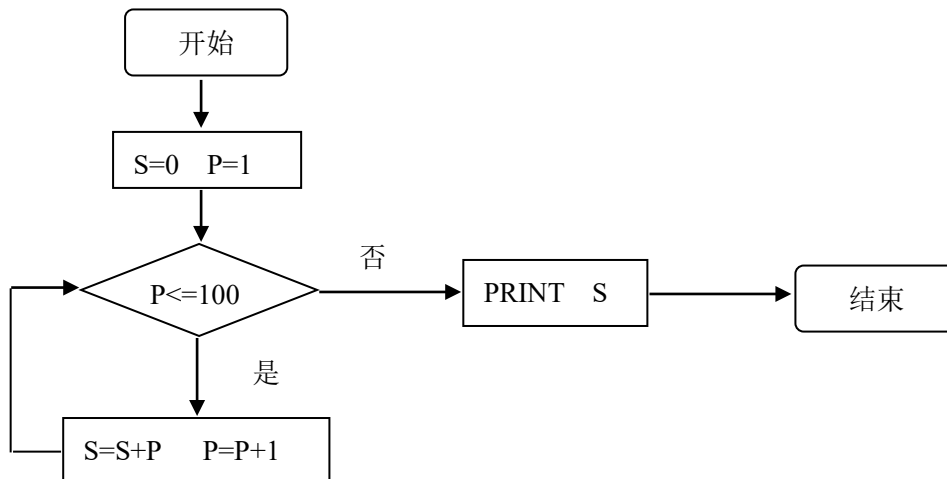 开始
S=0 P=1
P<=100
否
PRINT S
结束
是
S=S+P P=P+1